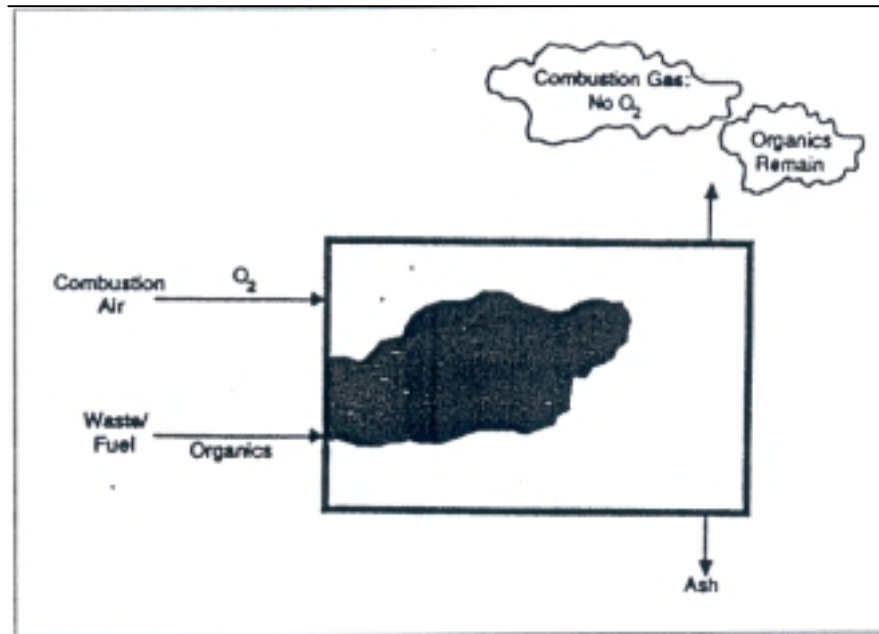 Combustion Gas:
No O₂
Organics
Remain
Combustion
Air
O₂
Waste/
Fuel
Organics
Ash